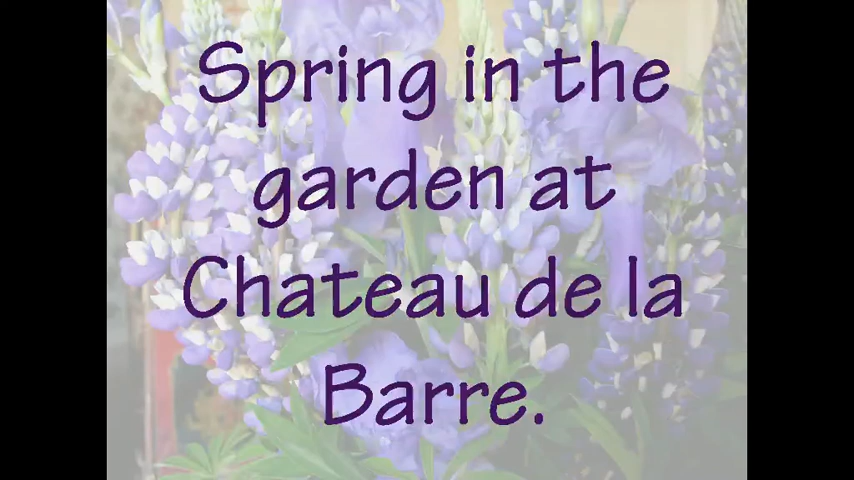 Spring in the
garden at
Chateau de la
Barre.